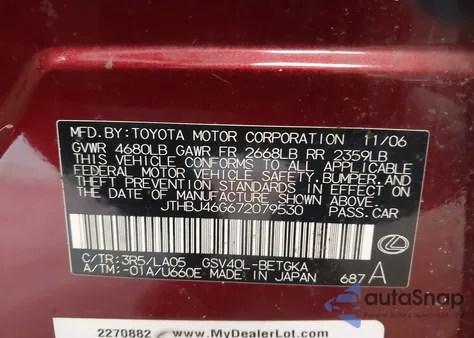 MFD. BY: TOYOTA MOTOR CORPORATION 11/06
GVWR 4680LB GAWR FR 2668LB RR 2359LB
THIS VEHICLE CONFORMS TO ALL APPLICABLE
FEDERAL MOTOR VEHICLE SAFETY, BUMPER, AND
THEFT PREVENTION STANDARDS IN EFFECT ON
THE DATE OF MANUFACTURE SHOWN ABOVE.
JTHBJ46G672079530 PASS.CAR
C/TR: 3R5/LA05 GSV40L-BETGKA
A/TM: -01A/U660E MADE IN JAPAN 687 A
autoSnap
2270882 www.MyDealerLot.com